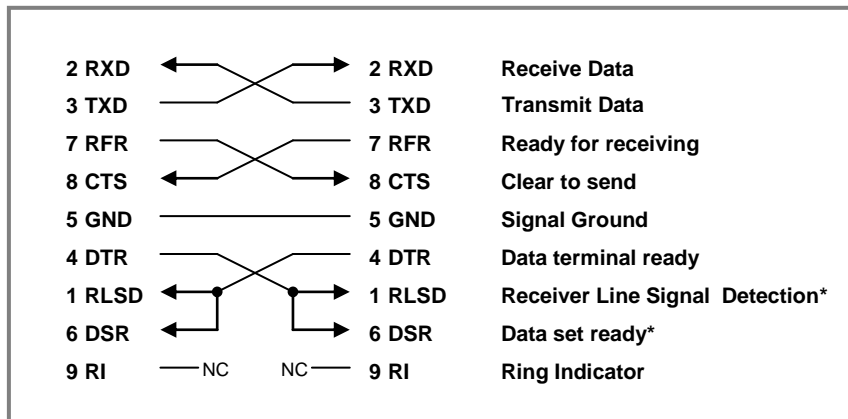 2 RXD 2 RXD Receive Data
3 TXD 3 TXD Transmit Data
7 RFR 7 RFR Ready for receiving
8 CTS 8 CTS Clear to send
5 GND 5 GND Signal Ground
4 DTR 4 DTR Data terminal ready
1 RLSD 1 RLSD Receiver Line Signal Detection*
6 DSR 6 DSR Data set ready*
9 RI NC NC 9 RI Ring Indicator